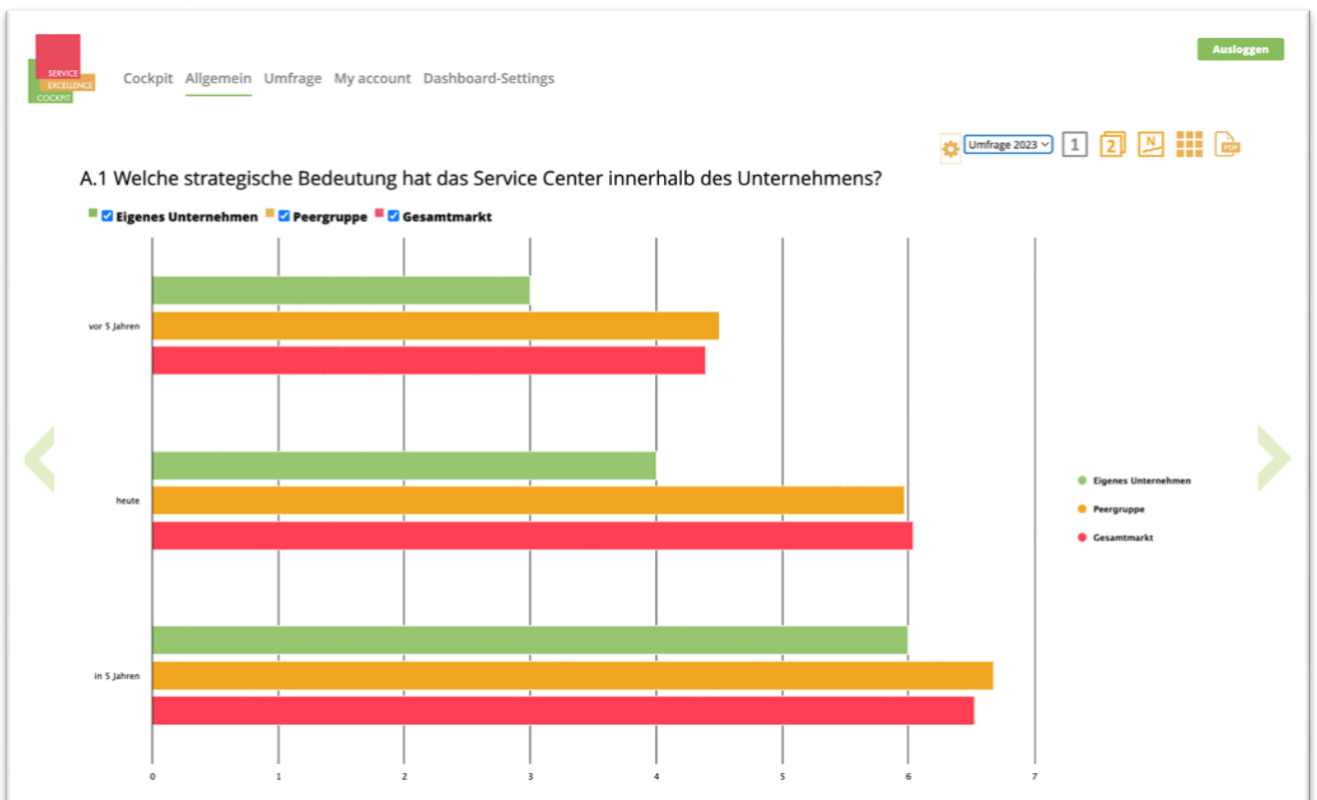 Ausloggen
SERVICE
EXCELLENCE
COCKPIT
Cockpit Allgemein Umfrage My account Dashboard-Settings
Umfrage 2023 1 2 N PDF
A.1 Welche strategische Bedeutung hat das Service Center innerhalb des Unternehmens?
Eigenes Unternehmen Peergruppe Gesamtmarkt
vor 5 Jahren
heute
in 5 Jahren
Eigenes Unternehmen
Peergruppe
Gesamtmarkt
0 1 2 3 4 5 6 7